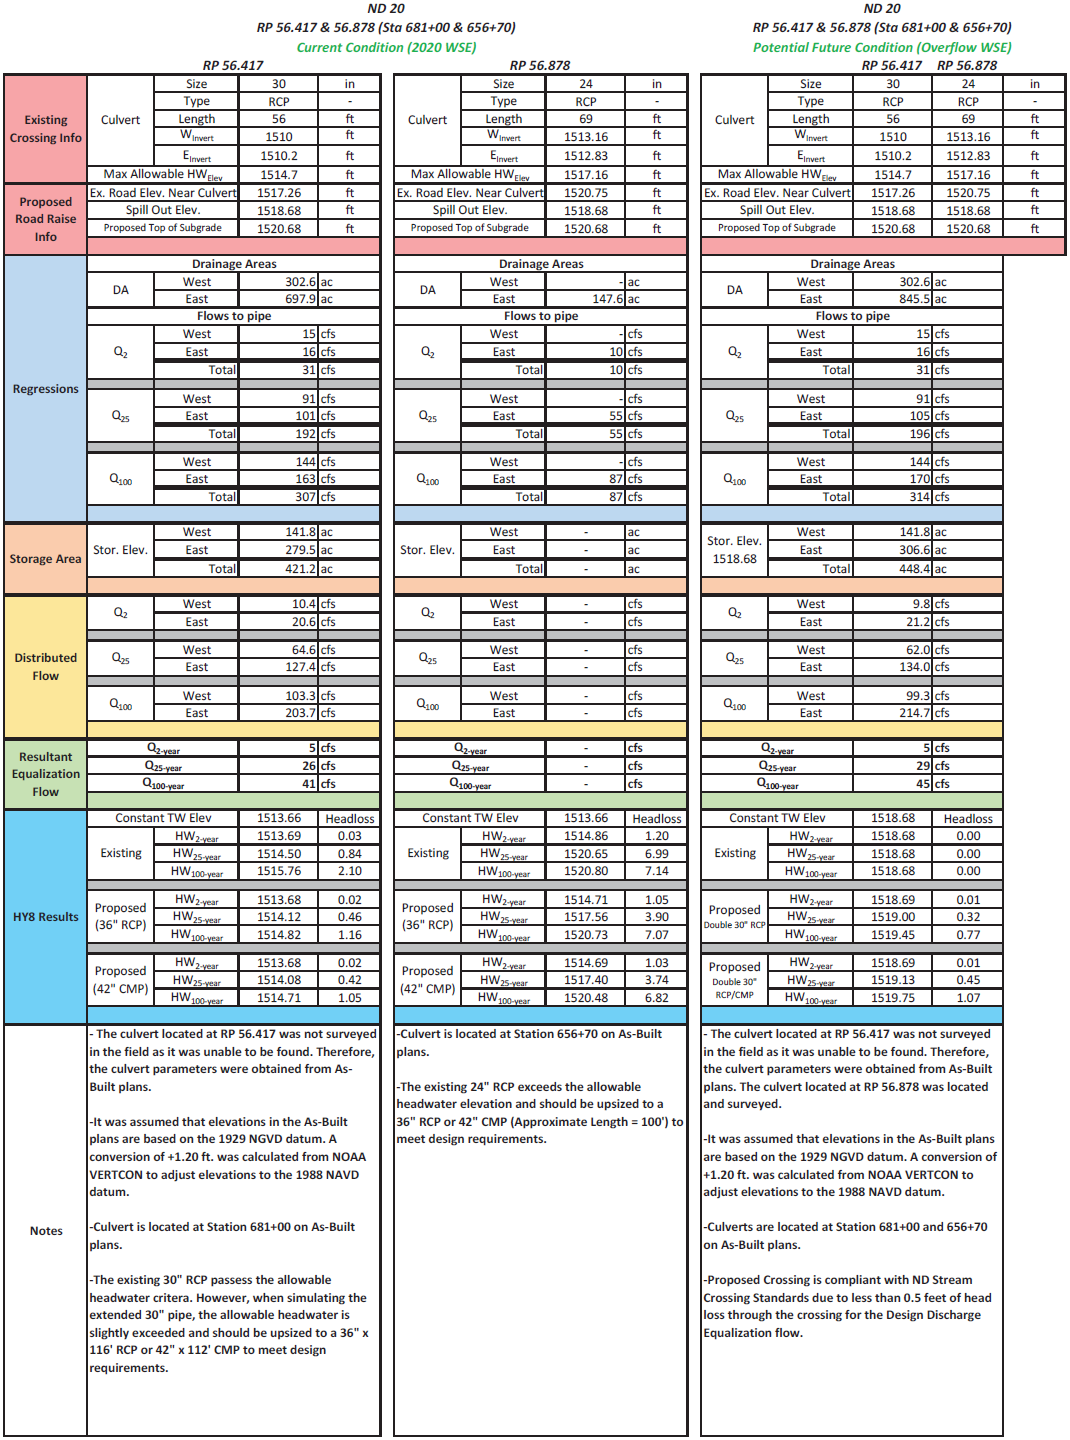 ND 20
RP 56.417 & 56.878 (Sta 681+00 & 656+70)
Current Condition (2020 WSE)
RP 56.417
RP 56.878
ND 20
RP 56.417 & 56.878 (Sta 681+00 & 656+70)
Potential Future Condition (Overflow WSE)
RP 56.417 RP 56.878
Existing Crossing Info
Proposed Road Raise Info
Regressions
Storage Area
Distributed Flow
Resultant Equalization Flow
HY8 Results
Notes
Culvert
Size 30 in
Type RCP -
Length 56 ft
WInvert 1510 ft
EInvert 1510.2 ft
Max Allowable HWElev 1514.7 ft
Ex. Road Elev. Near Culvert 1517.26 ft
Spill Out Elev. 1518.68 ft
Proposed Top of Subgrade 1520.68 ft
Drainage Areas
DA
West 302.6 ac
East 697.9 ac
Flows to pipe
Q2
West 15 cfs
East 16 cfs
Total 31 cfs
Q25
West 91 cfs
East 101 cfs
Total 192 cfs
Q100
West 144 cfs
East 163 cfs
Total 307 cfs
Stor. Elev.
West 141.8 ac
East 279.5 ac
Total 421.2 ac
Q2
West 10.4 cfs
East 20.6 cfs
Q25
West 64.6 cfs
East 127.4 cfs
Q100
West 103.3 cfs
East 203.7 cfs
Q2-year 5 cfs
Q25-year 26 cfs
Q100-year 41 cfs
Constant TW Elev 1513.66 Headloss
Existing
HW2-year 1513.69 0.03
HW25-year 1514.50 0.84
HW100-year 1515.76 2.10
Proposed (36" RCP)
HW2-year 1513.68 0.02
HW25-year 1514.12 0.46
HW100-year 1514.82 1.16
Proposed (42" CMP)
HW2-year 1513.68 0.02
HW25-year 1514.08 0.42
HW100-year 1514.71 1.05
- The culvert located at RP 56.417 was not surveyed
in the field as it was unable to be found. Therefore,
the culvert parameters were obtained from As-
Built plans.
-It was assumed that elevations in the As-Built
plans are based on the 1929 NGVD datum. A
conversion of +1.20 ft. was calculated from NOAA
VERTCON to adjust elevations to the 1988 NAVD
datum.
-Culvert is located at Station 681+00 on As-Built
plans.
-The existing 30" RCP passess the allowable
headwater critera. However, when simulating the
extended 30" pipe, the allowable headwater is
slightly exceeded and should be upsized to a 36" x
116' RCP or 42" x 112' CMP to meet design
requirements.
Culvert
Size 24 in
Type RCP -
Length 69 ft
WInvert 1513.16 ft
EInvert 1512.83 ft
Max Allowable HWElev 1517.16 ft
Ex. Road Elev. Near Culvert 1520.75 ft
Spill Out Elev. 1518.68 ft
Proposed Top of Subgrade 1520.68 ft
Drainage Areas
DA
West - ac
East 147.6 ac
Flows to pipe
Q2
West - cfs
East 10 cfs
Total 10 cfs
Q25
West - cfs
East 55 cfs
Total 55 cfs
Q100
West - cfs
East 87 cfs
Total 87 cfs
Stor. Elev.
West - ac
East - ac
Total - ac
Q2
West - cfs
East - cfs
Q25
West - cfs
East - cfs
Q100
West - cfs
East - cfs
Q2-year - cfs
Q25-year - cfs
Q100-year - cfs
Constant TW Elev 1513.66 Headloss
Existing
HW2-year 1514.86 1.20
HW25-year 1520.65 6.99
HW100-year 1520.80 7.14
Proposed (36" RCP)
HW2-year 1514.71 1.05
HW25-year 1517.56 3.90
HW100-year 1520.73 7.07
Proposed (42" CMP)
HW2-year 1514.69 1.03
HW25-year 1517.40 3.74
HW100-year 1520.48 6.82
-Culvert is located at Station 656+70 on As-Built
plans.
-The existing 24" RCP exceeds the allowable
headwater elevation and should be upsized to a
36" RCP or 42" CMP (Approximate Length = 100') to
meet design requirements.
Culvert
Size 30 24 in
Type RCP RCP -
Length 56 69 ft
WInvert 1510 1513.16 ft
EInvert 1510.2 1512.83 ft
Max Allowable HWElev 1514.7 1517.16 ft
Ex. Road Elev. Near Culvert 1517.26 1520.75 ft
Spill Out Elev. 1518.68 1518.68 ft
Proposed Top of Subgrade 1520.68 1520.68 ft
Drainage Areas
DA
West 302.6 ac
East 845.5 ac
Flows to pipe
Q2
West 15 cfs
East 16 cfs
Total 31 cfs
Q25
West 91 cfs
East 105 cfs
Total 196 cfs
Q100
West 144 cfs
East 170 cfs
Total 314 cfs
Stor. Elev. 1518.68
West 141.8 ac
East 306.6 ac
Total 448.4 ac
Q2
West 9.8 cfs
East 21.2 cfs
Q25
West 62.0 cfs
East 134.0 cfs
Q100
West 99.3 cfs
East 214.7 cfs
Q2-year 5 cfs
Q25-year 29 cfs
Q100-year 45 cfs
Constant TW Elev 1518.68 Headloss
Existing
HW2-year 1518.68 0.00
HW25-year 1518.68 0.00
HW100-year 1518.68 0.00
Proposed Double 30" RCP
HW2-year 1518.69 0.01
HW25-year 1519.00 0.32
HW100-year 1519.45 0.77
Proposed Double 30" RCP/CMP
HW2-year 1518.69 0.01
HW25-year 1519.13 0.45
HW100-year 1519.75 1.07
- The culvert located at RP 56.417 was not surveyed
in the field as it was unable to be found. Therefore,
the culvert parameters were obtained from As-Built
plans. The culvert located at RP 56.878 was located
and surveyed.
-It was assumed that elevations in the As-Built plans
are based on the 1929 NGVD datum. A conversion of
+1.20 ft. was calculated from NOAA VERTCON to
adjust elevations to the 1988 NAVD datum.
-Culverts are located at Station 681+00 and 656+70
on As-Built plans.
-Proposed Crossing is compliant with ND Stream
Crossing Standards due to less than 0.5 feet of head
loss through the crossing for the Design Discharge
Equalization flow.